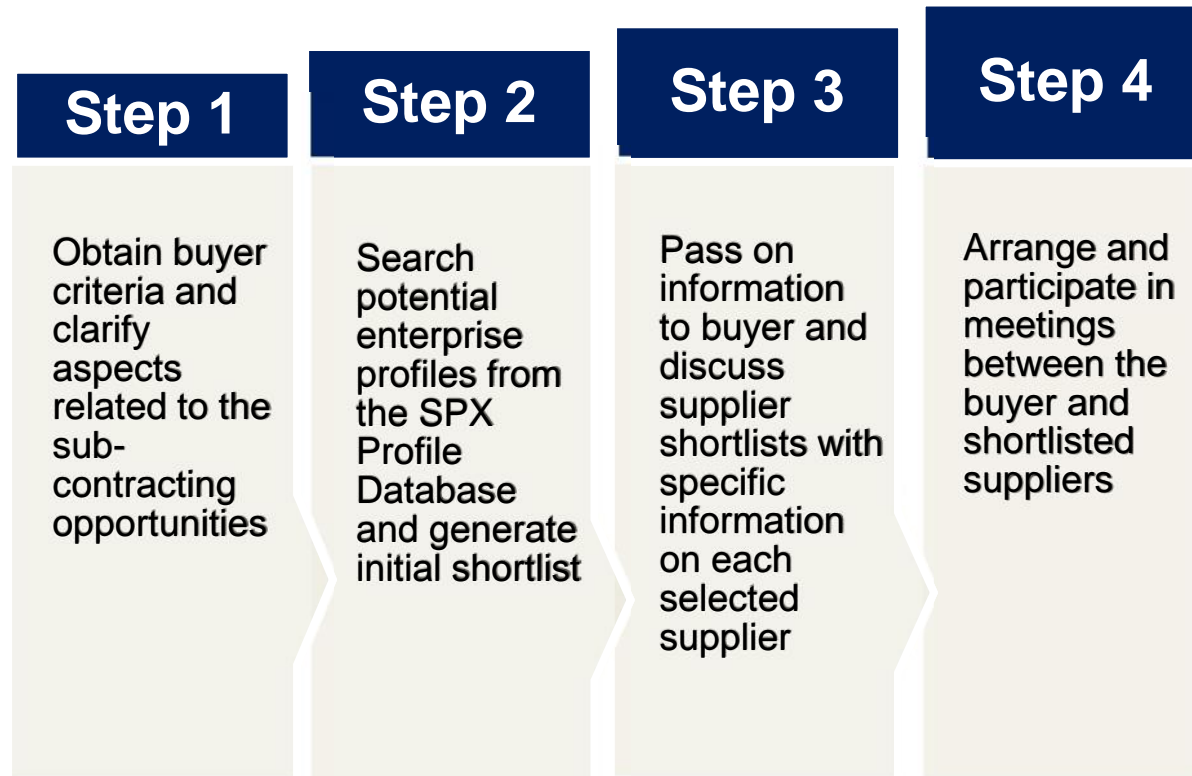 Step 1
Obtain buyer
criteria and
clarify
aspects
related to the
sub-
contracting
opportunities
Step 2
Search
potential
enterprise
profiles from
the SPX
Profile
Database
and generate
initial shortlist
Step 3
Pass on
information
to buyer and
discuss
supplier
shortlists with
specific
information
on each
selected
supplier
Step 4
Arrange and
participate in
meetings
between the
buyer and
shortlisted
suppliers